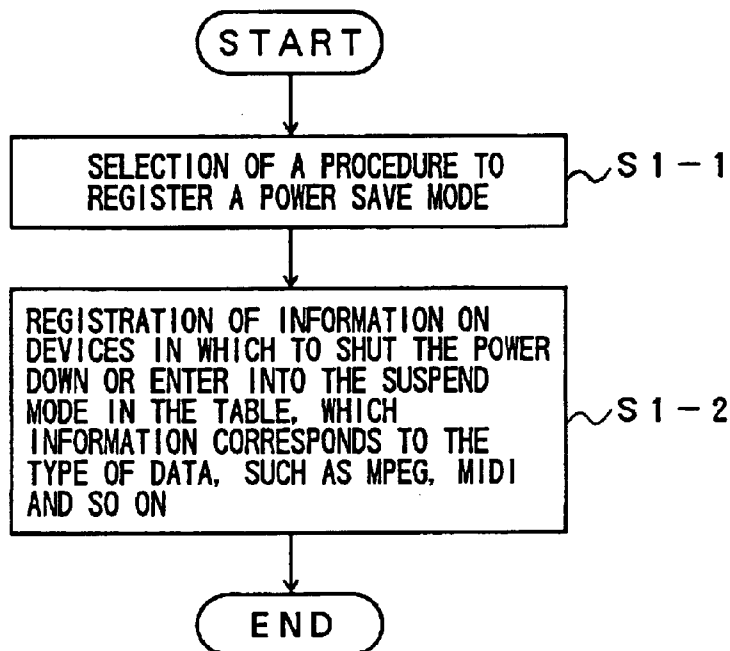 START
SELECTION OF A PROCEDURE TO
REGISTER A POWER SAVE MODE
S1-1
REGISTRATION OF INFORMATION ON
DEVICES IN WHICH TO SHUT THE POWER
DOWN OR ENTER INTO THE SUSPEND
MODE IN THE TABLE, WHICH
INFORMATION CORRESPONDS TO THE
TYPE OF DATA, SUCH AS MPEG, MIDI
AND SO ON
S1-2
END